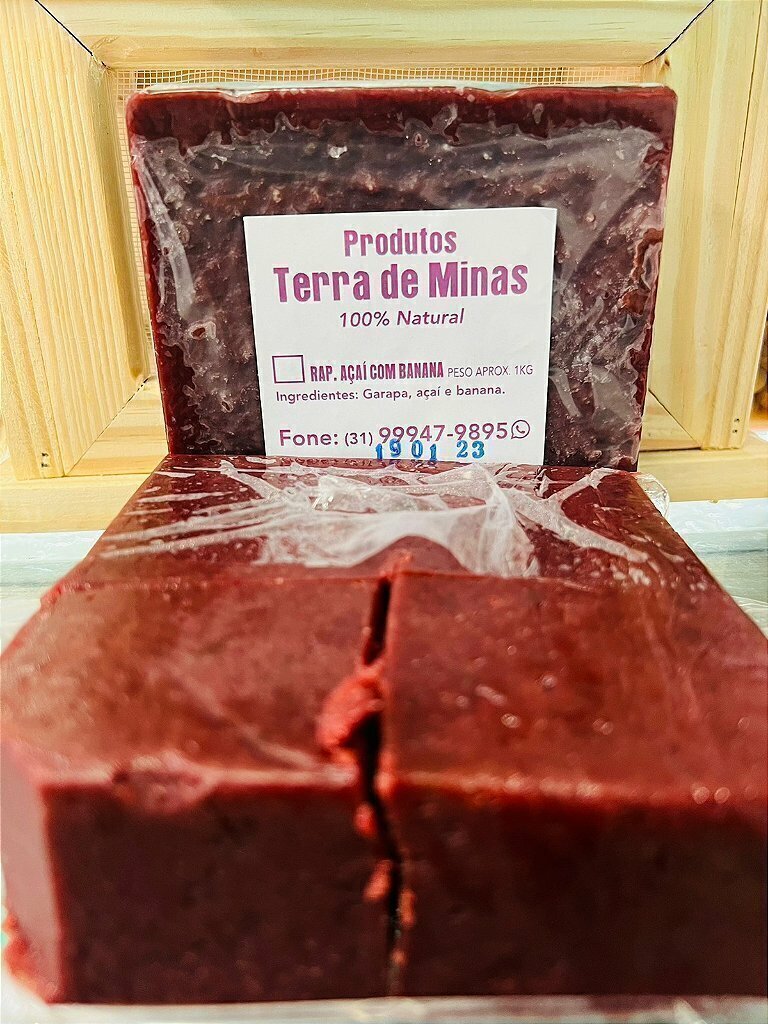 Produtos
Terra de Minas
100% Natural
RAP. AÇAÍ COM BANANA PESO APROX. 1KG
Ingredientes: Garapa, açaí e banana.
Fone: (31) 99947-9895
19 01 23